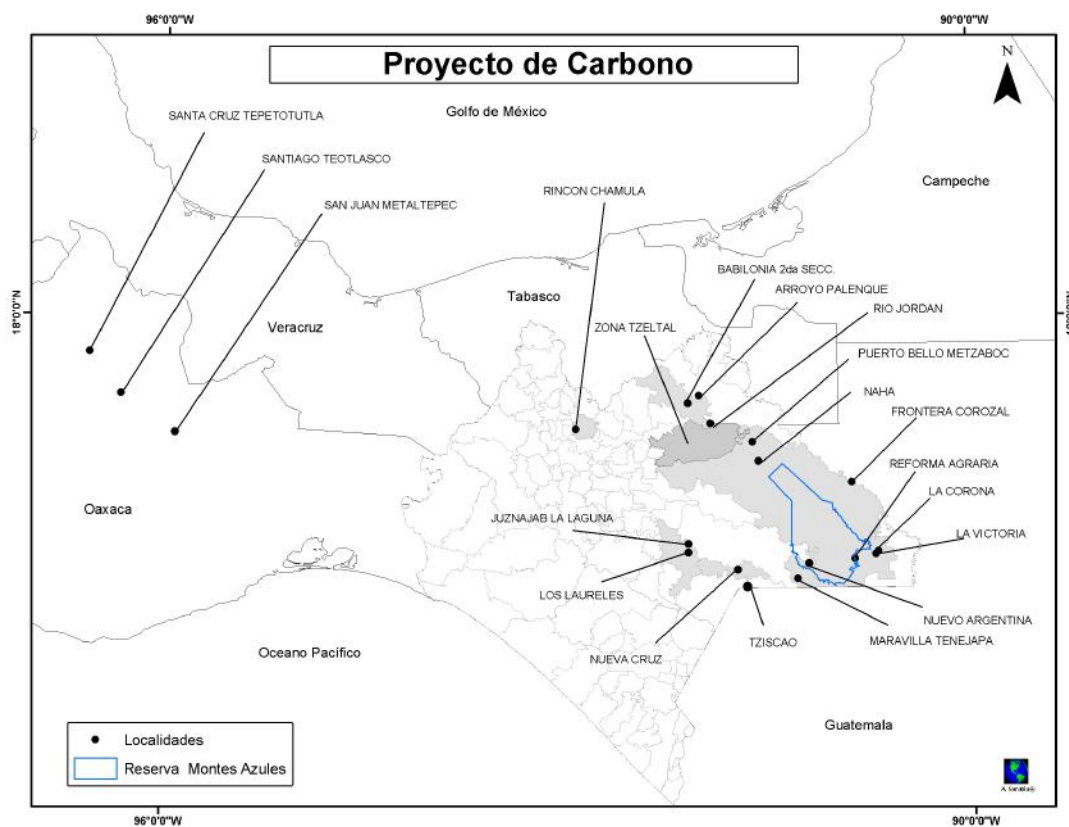 96°0'0"W
90°0'0"W
Proyecto de Carbono
N
Golfo de México
SANTA CRUZ TEPETOTUTLA
SANTIAGO TEOTLASCO
SAN JUAN METALTEPEC
RINCON CHAMULA
Campeche
BABILONIA 2da SECC.
ARROYO PALENQUE
Tabasco
RIO JORDAN
18°0'0"N
Veracruz
ZONA TZELTAL
PUERTO BELLO METZABOC
NAHA
FRONTERA COROZAL
REFORMA AGRARIA
LA CORONA
Oaxaca
JUZNAJAB LA LAGUNA
LA VICTORIA
LOS LAURELES
NUEVO ARGENTINA
TZISCAO
MARAVILLA TENEJAPA
Oceano Pacífico
NUEVA CRUZ
Guatemala
Localidades
Reserva Montes Azules
96°0'0"W
90°0'0"W